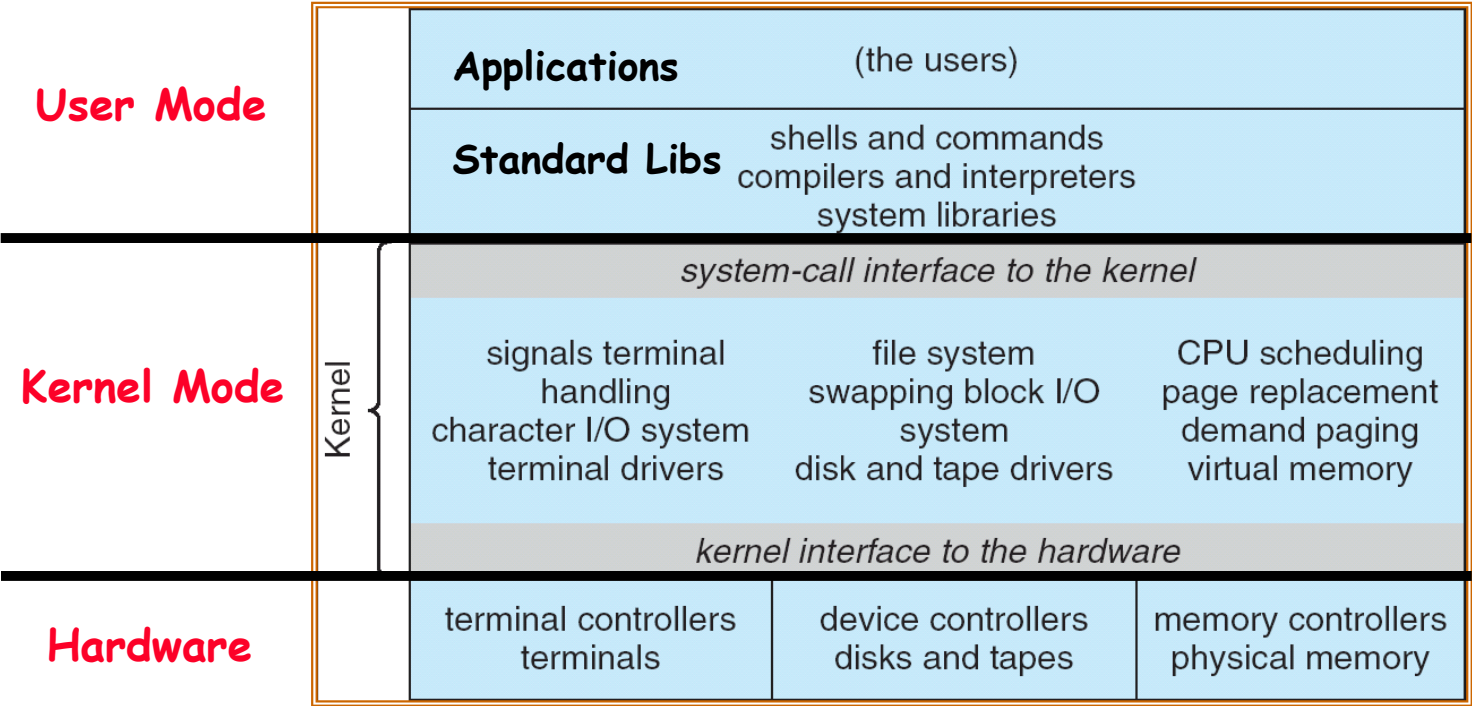 User Mode
Applications
(the users)
Standard Libs
shells and commands
compilers and interpreters
system libraries
Kernel Mode
Kernel
system-call interface to the kernel
signals terminal
handling
character I/O system
terminal drivers
file system
swapping block I/O
system
disk and tape drivers
CPU scheduling
page replacement
demand paging
virtual memory
kernel interface to the hardware
Hardware
terminal controllers
terminals
device controllers
disks and tapes
memory controllers
physical memory